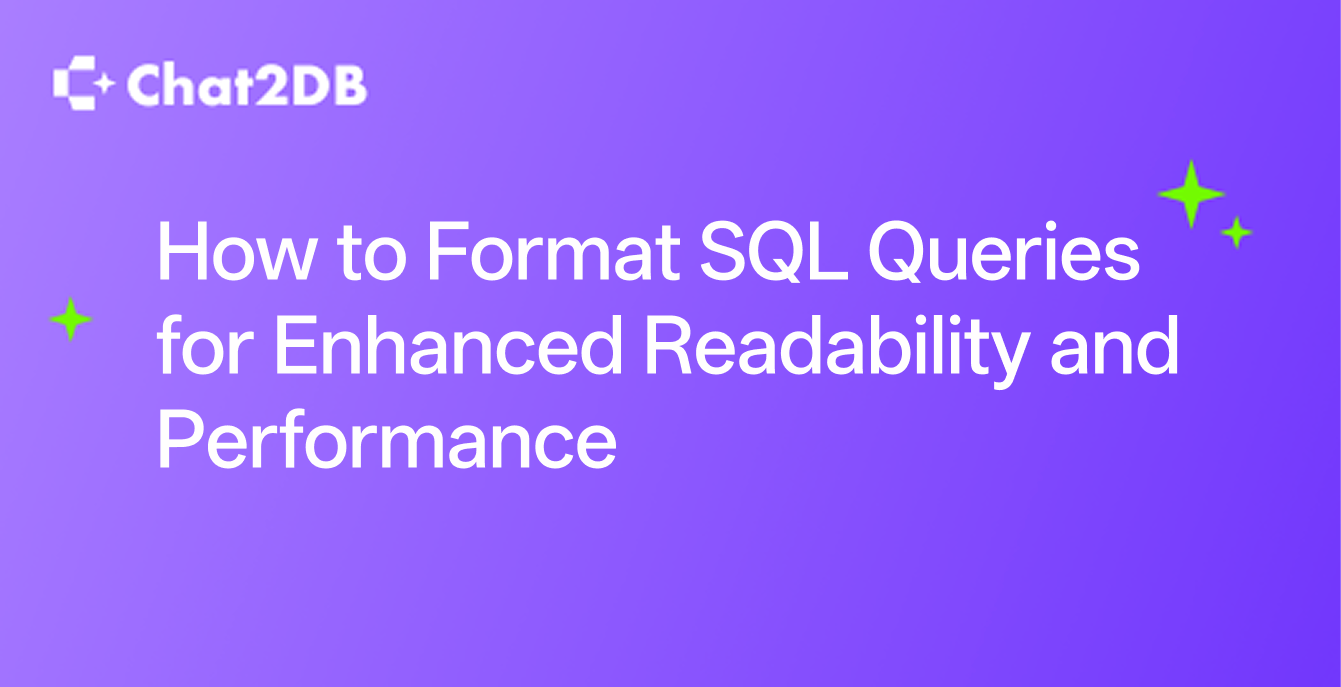 Chat2DB
How to Format SQL Queries
for Enhanced Readability and
Performance